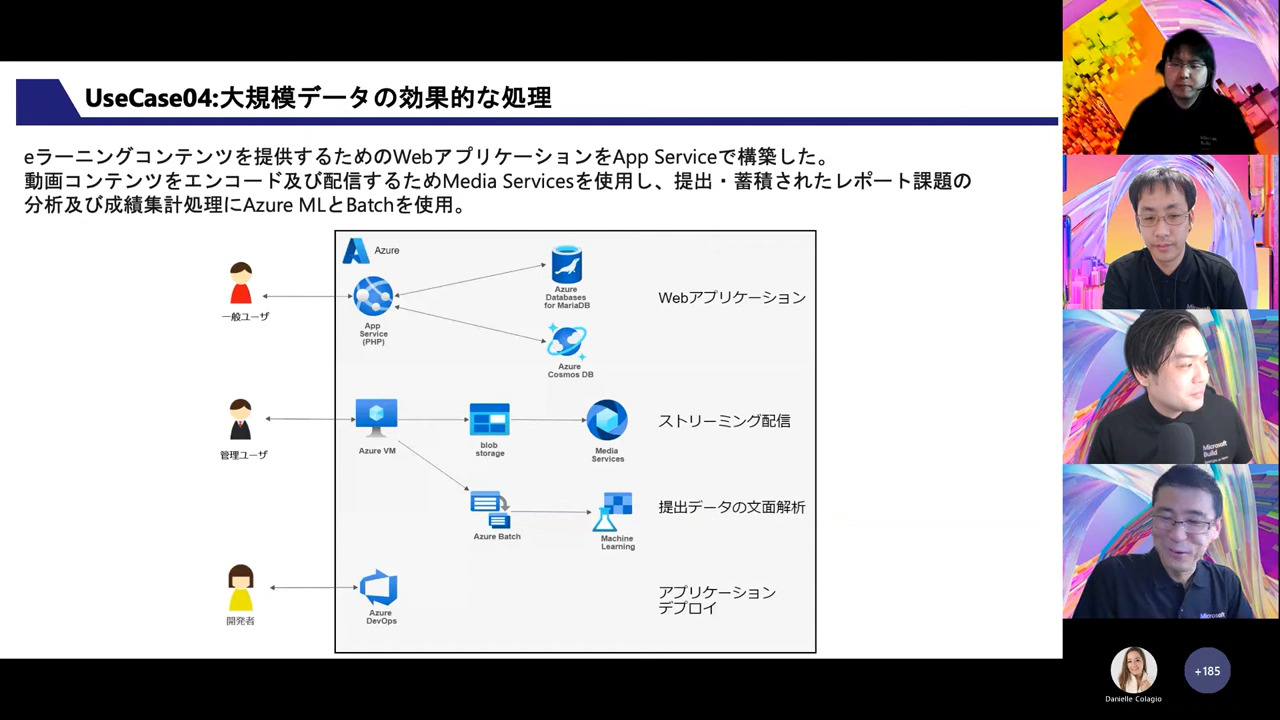 UseCase04:大規模データの効果的な処理
eラーニングコンテンツを提供するためのWebアプリケーションをApp Serviceで構築した。
動画コンテンツをエンコード及び配信するためMedia Servicesを使用し、提出・蓄積されたレポート課題の
分析及び成績集計処理にAzure MLとBatchを使用。
Azure
一般ユーザ
App
Service
(PHP)
Azure
Databases
for MariaDB
Azure
Cosmos DB
Webアプリケーション
管理ユーザ
Azure VM
blob
storage
Media
Services
ストリーミング配信
Azure Batch
Machine
Learning
提出データの文面解析
開発者
Azure
DevOps
アプリケーション
デプロイ
Microsoft
Build
Microsoft
Danielle Colagio
+185